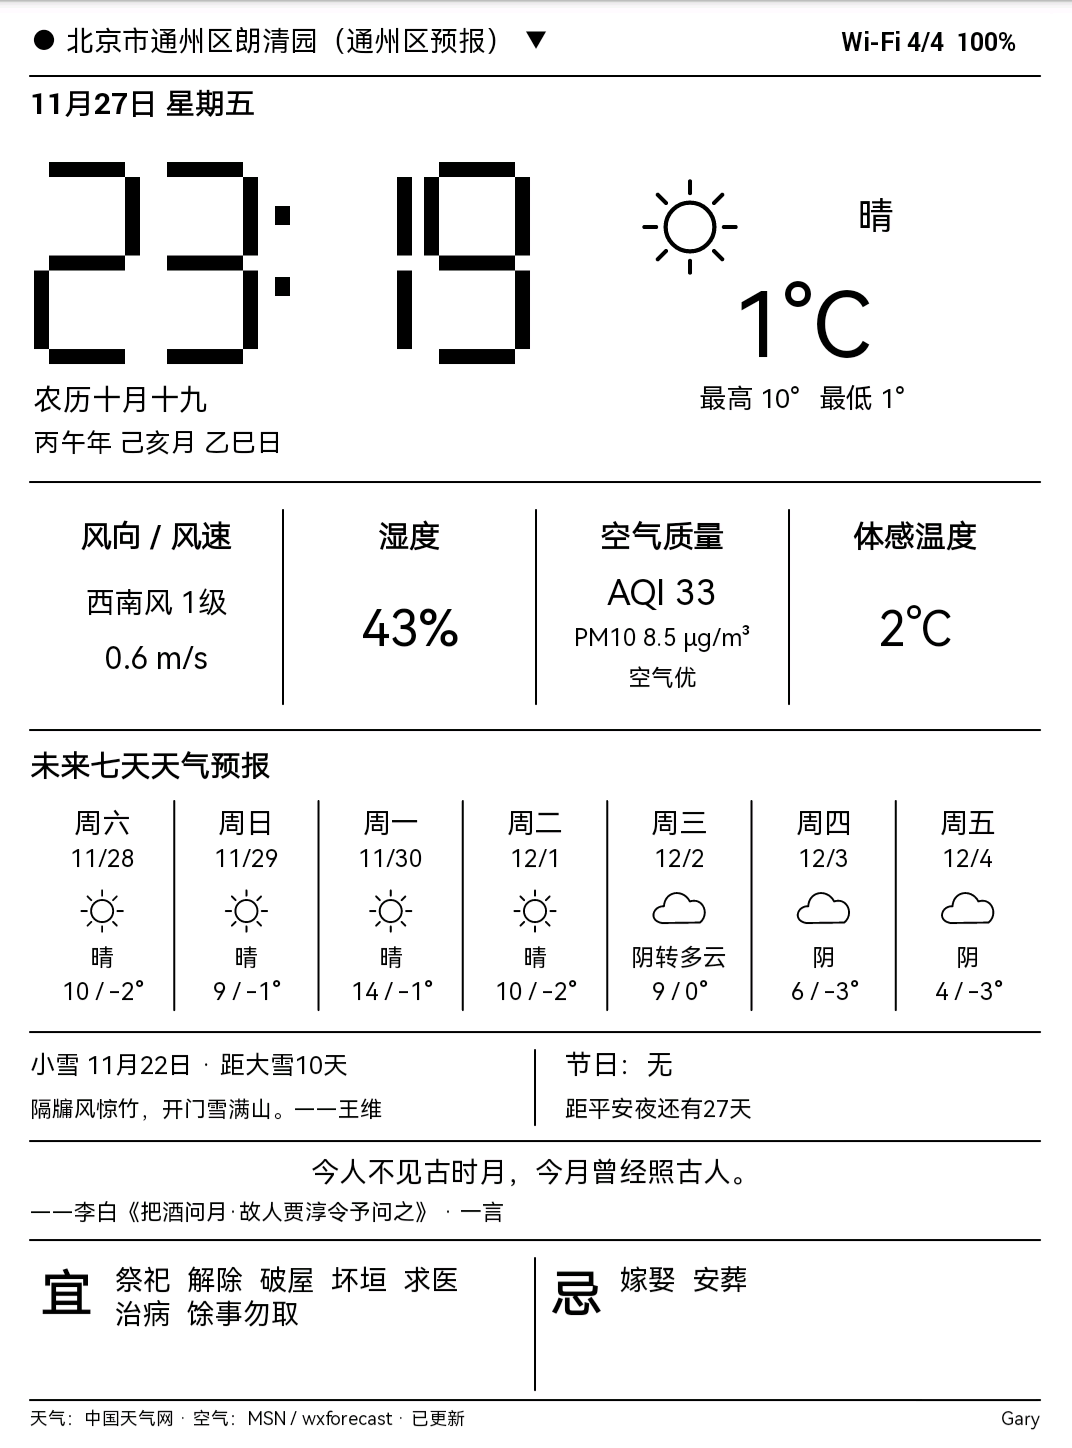 ● 北京市通州区朗清园（通州区预报） ▼ Wi-Fi 4/4 100%
11月27日 星期五
23:19
晴
1°C
最高 10° 最低 1°
农历十月十九
丙午年 己亥月 乙巳日
风向 / 风速
西南风 1级
0.6 m/s
湿度
43%
空气质量
AQI 33
PM10 8.5 μg/m³
空气优
体感温度
2°C
未来七天天气预报
周六 周日 周一 周二 周三 周四 周五
11/28 11/29 11/30 12/1 12/2 12/3 12/4
晴 晴 晴 晴 阴转多云 阴 阴
10 / -2° 9 / -1° 14 / -1° 10 / -2° 9 / 0° 6 / -3° 4 / -3°
小雪 11月22日 · 距大雪10天
隔牖风惊竹，开门雪满山。——王维
节日：无
距平安夜还有27天
今人不见古时月，今月曾经照古人。
——李白《把酒问月·故人贾淳令予问之》 · 一言
宜 祭祀 解除 破屋 坏垣 求医
治病 馀事勿取
忌 嫁娶 安葬
天气：中国天气网 · 空气：MSN / wxforecast · 已更新 Gary